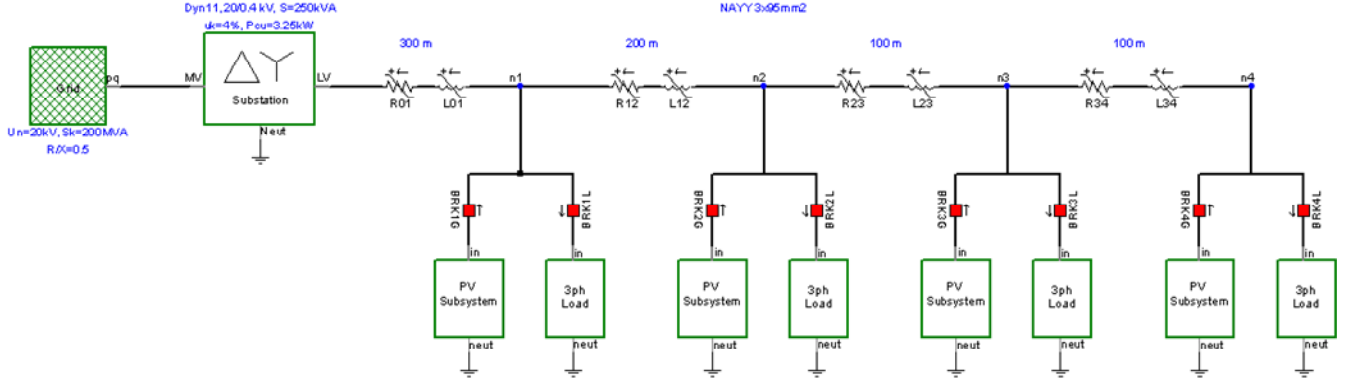 Dyn11, 20/0.4 kV, S=250kVA
uk=4%, Pcu=3.25kW
NAYY 3x95mm2
300 m
200 m
100 m
100 m
Grid
pq
MV
LV
Substation
Neut
R01
L01
n1
R12
L12
n2
R23
L23
n3
R34
L34
n4
Un=20kV, Sk=200MVA
R/X=0.5
BRK1G
BRK1L
BRK2G
BRK2L
BRK3G
BRK3L
BRK4G
BRK4L
in
in
in
in
in
in
in
in
PV
Subsystem
3ph
Load
PV
Subsystem
3ph
Load
PV
Subsystem
3ph
Load
PV
Subsystem
3ph
Load
neut
neut
neut
neut
neut
neut
neut
neut